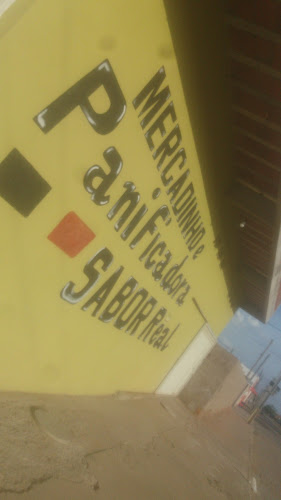 MERCADINHO e
Panificadora
SABOR Real